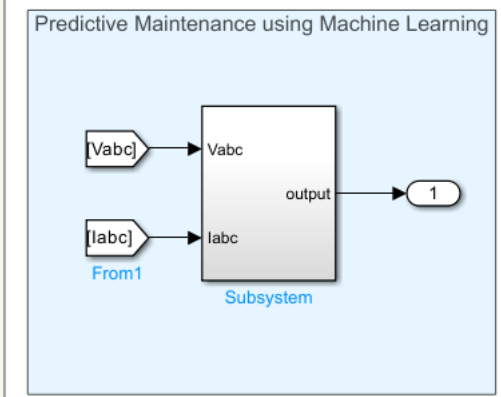 Predictive Maintenance using Machine Learning
[Vabc]
Vabc
output
1
[Iabc]
Iabc
From1
Subsystem